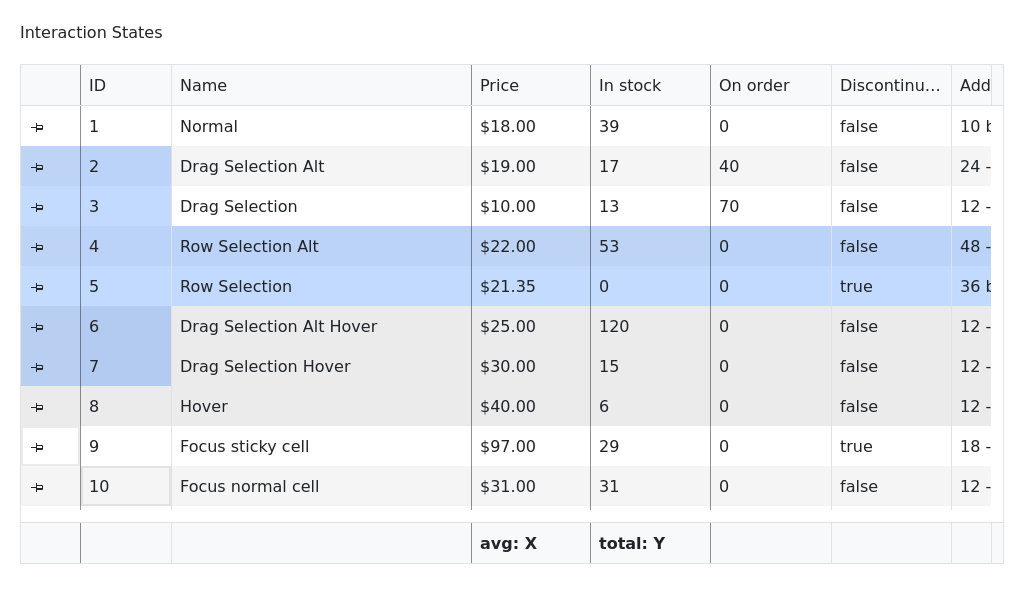 Interaction States
ID Name Price In stock On order Discontinu… Add
1 Normal $18.00 39 0 false 10 b
2 Drag Selection Alt $19.00 17 40 false 24 -
3 Drag Selection $10.00 13 70 false 12 -
4 Row Selection Alt $22.00 53 0 false 48 -
5 Row Selection $21.35 0 0 true 36 b
6 Drag Selection Alt Hover $25.00 120 0 false 12 -
7 Drag Selection Hover $30.00 15 0 false 12 -
8 Hover $40.00 6 0 false 12 -
9 Focus sticky cell $97.00 29 0 true 18 -
10 Focus normal cell $31.00 31 0 false 12 -
avg: X total: Y